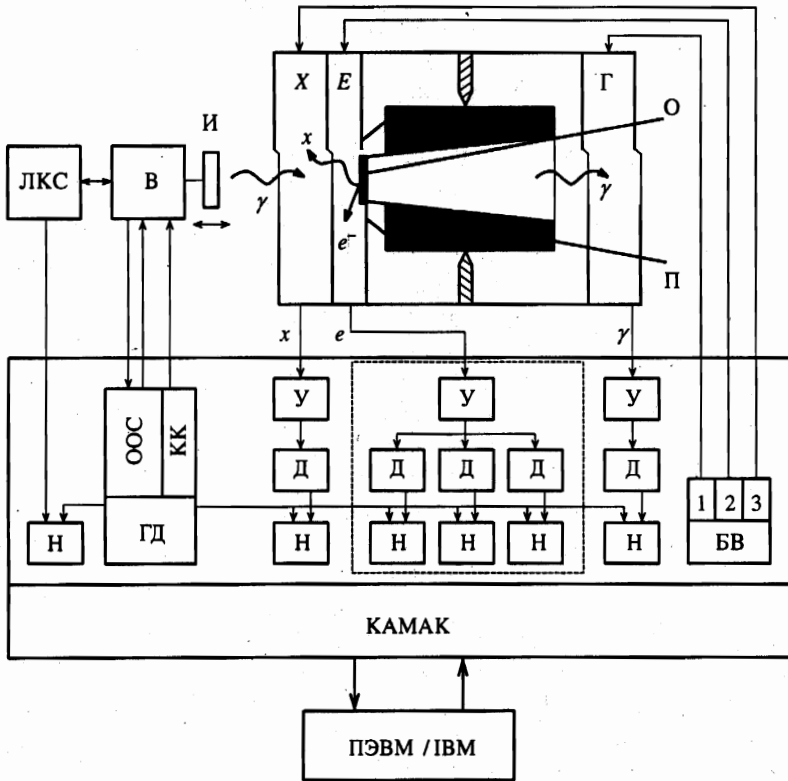 Х Е Г
И О
х
ЛКС В
γ γ
e⁻
П
х е γ
У У У
ООС КК
Д Д Д Д Д
1 2 3
Н ГД Н Н Н Н Н БВ
КАМАК
ПЭВМ / IBM